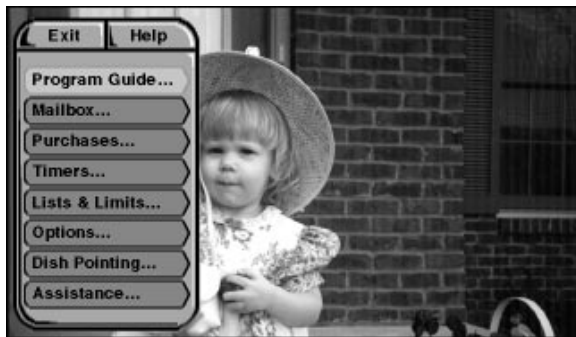 Exit Help
Program Guide...
Mailbox...
Purchases...
Timers...
Lists & Limits...
Options...
Dish Pointing...
Assistance...